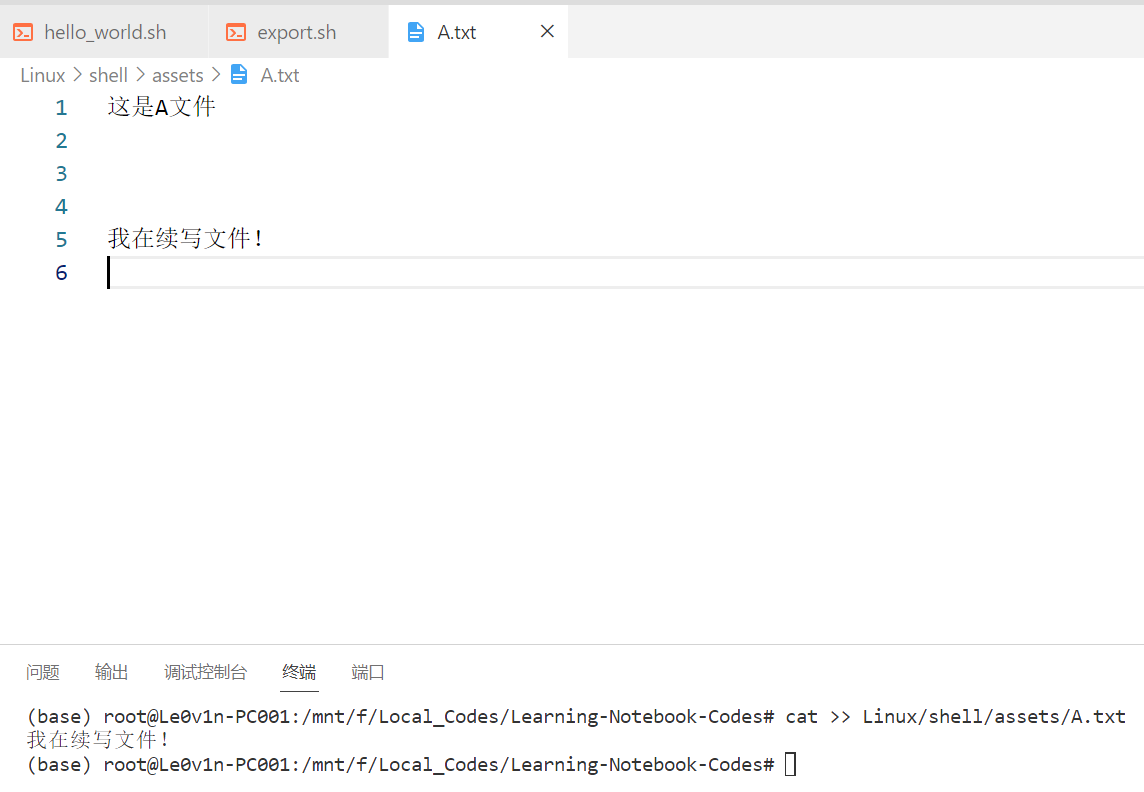 hello_world.sh export.sh A.txt
Linux shell assets A.txt
1 这是A文件
2
3
4
5 我在续写文件！
6
问题 输出 调试控制台 终端 端口
(base) root@Le0v1n-PC001:/mnt/f/Local_Codes/Learning-Notebook-Codes# cat >> Linux/shell/assets/A.txt
我在续写文件！
(base) root@Le0v1n-PC001:/mnt/f/Local_Codes/Learning-Notebook-Codes#